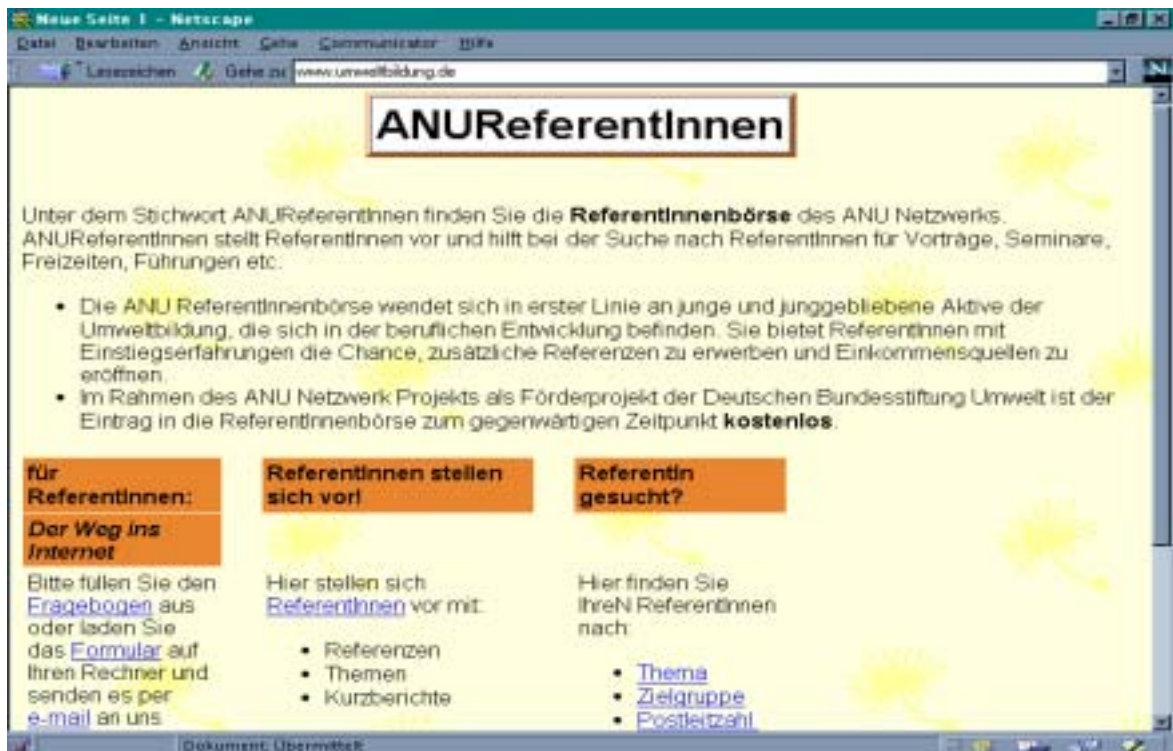 Neue Seite 1 - Netscape
Datei Bearbeiten Ansicht Gehe Communicator Hilfe
Lesezeichen Gehe zu www.umweltbildung.de
ANUReferentInnen
Unter dem Stichwort ANUReferentInnen finden Sie die ReferentInnenbörse des ANU Netzwerks.
ANUReferentInnen stellt ReferentInnen vor und hilft bei der Suche nach ReferentInnen für Vorträge, Seminare,
Freizeiten, Führungen etc.
• Die ANU ReferentInnenbörse wendet sich in erster Linie an junge und junggebliebene Aktive der
Umweltbildung, die sich in der beruflichen Entwicklung befinden. Sie bietet ReferentInnen mit
Einstiegserfahrungen die Chance, zusätzliche Referenzen zu erwerben und Einkommensquellen zu
eröffnen.
• Im Rahmen des ANU Netzwerk Projekts als Förderprojekt der Deutschen Bundesstiftung Umwelt ist der
Eintrag in die ReferentInnenbörse zum gegenwärtigen Zeitpunkt kostenlos.
für
ReferentInnen:
Der Weg ins
Internet
Bitte füllen Sie den
Fragebogen aus
oder laden Sie
das Formular auf
Ihren Rechner und
senden es per
e-mail an uns
ReferentInnen stellen
sich vor!
Hier stellen sich
ReferentInnen vor mit:
• Referenzen
• Themen
• Kurzberichte
ReferentIn
gesucht?
Hier finden Sie
IhreN ReferentInnen
nach:
• Thema
• Zielgruppe
• Postleitzahl
Dokument: Übermittelt